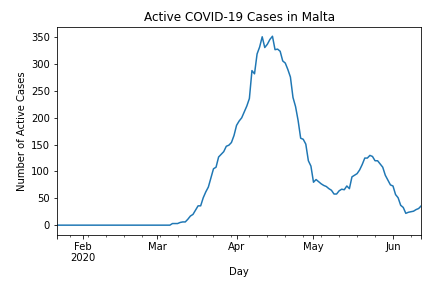 Active COVID-19 Cases in Malta
Number of Active Cases
350
300
250
200
150
100
50
0
Feb
2020
Mar
Apr
May
Jun
Day